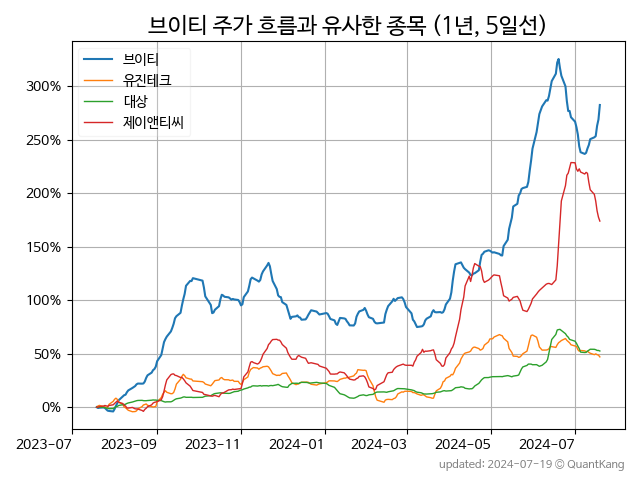 브이티 주가 흐름과 유사한 종목 (1년, 5일선)
브이티
유진테크
대상
제이앤티씨
300%
250%
200%
150%
100%
50%
0%
2023-07 2023-09 2023-11 2024-01 2024-03 2024-05 2024-07
updated: 2024-07-19 © QuantKang